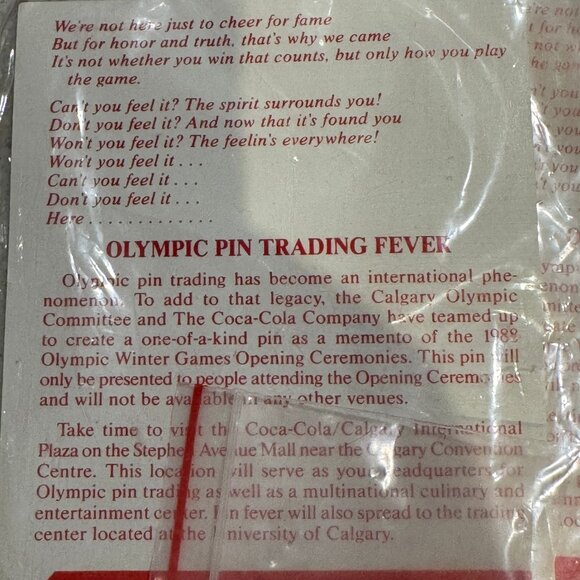 We're not here just to cheer for fame
But for honor and truth, that's why we came
It's not whether you win that counts, but only how you play
the game.
Can't you feel it? The spirit surrounds you!
Don't you feel it? And now that it's found you
Won't you feel it? The feelin's everywhere!
Won't you feel it . . .
Can't you feel it . . .
Don't you feel it . . .
Here . . . . . . . . . . . . .
OLYMPIC PIN TRADING FEVER
Olympic pin trading has become an international phe-
nomenon. To add to that legacy, the Calgary Olympic
Committee and The Coca-Cola Company have teamed up
to create a one-of-a-kind pin as a memento of the 1988
Olympic Winter Games Opening Ceremonies. This pin will
only be presented to people attending the Opening Ceremonies
and will not be available in any other venues.
Take time to visit the Coca-Cola/Calgary International
Plaza on the Stephen Avenue Mall near the Calgary Convention
Centre. This location will serve as your headquarters for
Olympic pin trading as well as a multinational culinary and
entertainment center. Pin fever will also spread to the trading
center located at the University of Calgary.